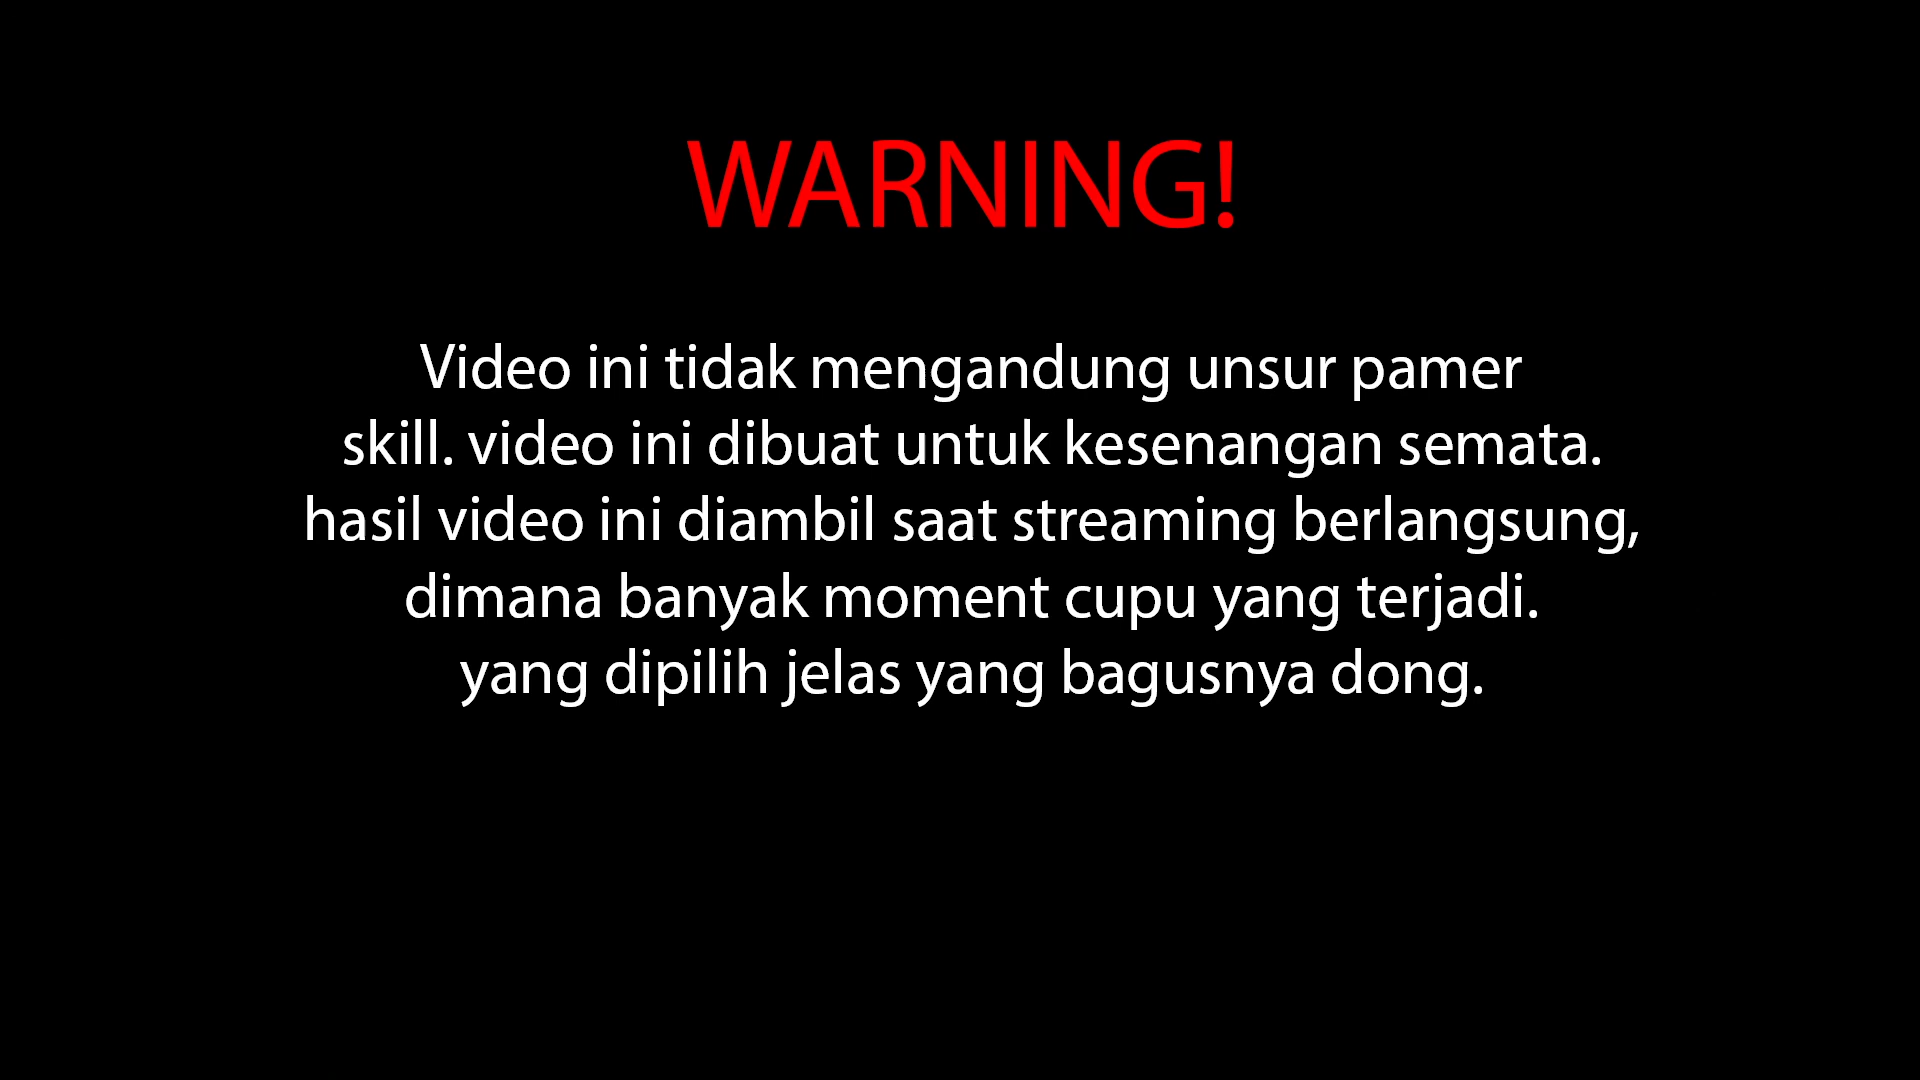 WARNING!
Video ini tidak mengandung unsur pamer
skill. video ini dibuat untuk kesenangan semata.
hasil video ini diambil saat streaming berlangsung,
dimana banyak moment cupu yang terjadi.
yang dipilih jelas yang bagusnya dong.